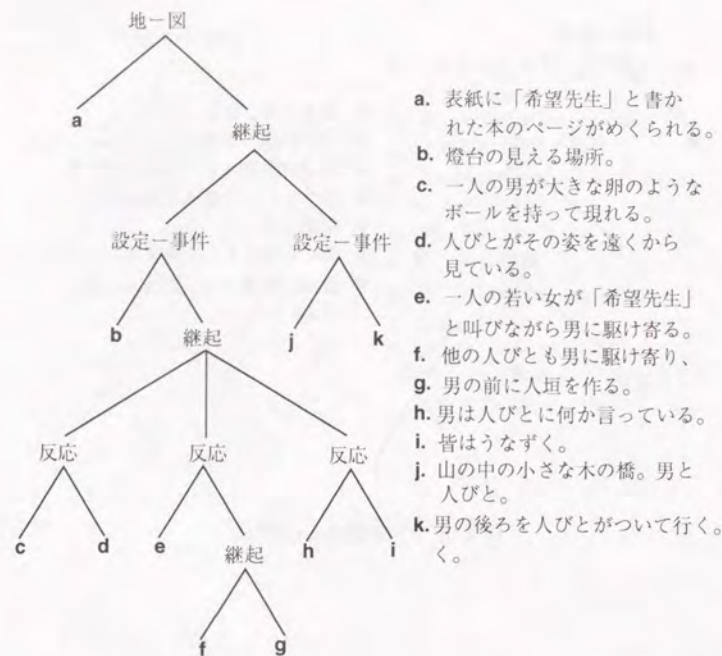 地－図
a
継起
設定－事件
設定－事件
b
継起
j
k
反応
反応
反応
c
d
e
継起
h
i
f
g
a. 表紙に「希望先生」と書か
れた本のページがめくられる。
b. 燈台の見える場所。
c. 一人の男が大きな卵のような
ボールを持って現れる。
d. 人びとがその姿を遠くから
見ている。
e. 一人の若い女が「希望先生」
と叫びながら男に駆け寄る。
f. 他の人びとも男に駆け寄り、
g. 男の前に人垣を作る。
h. 男は人びとに何か言っている。
i. 皆はうなずく。
j. 山の中の小さな木の橋。男と
人びと。
k. 男の後ろを人びとがついて行く。
く。